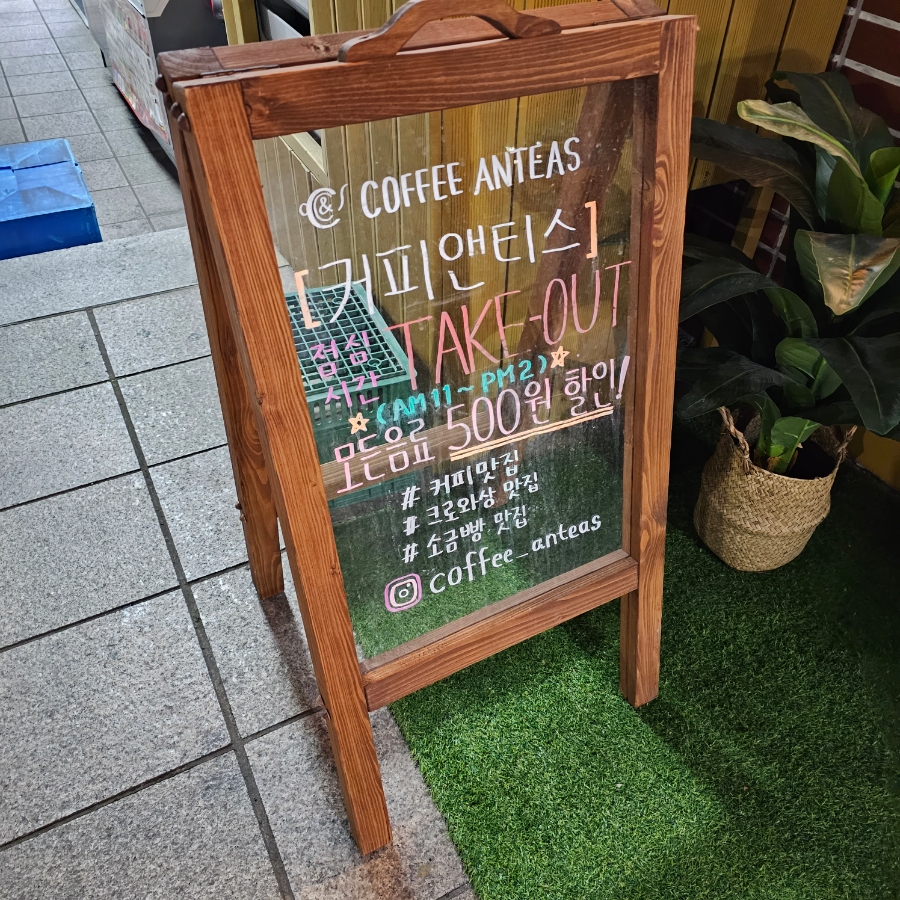 & COFFEE ANTEAS
[커피앤티스]
점심 시간 TAKE-OUT
(AM11~PM2)
모든음료 500원 할인!
# 커피맛집
# 크로와상 맛집
# 소금빵 맛집
coffee_anteas